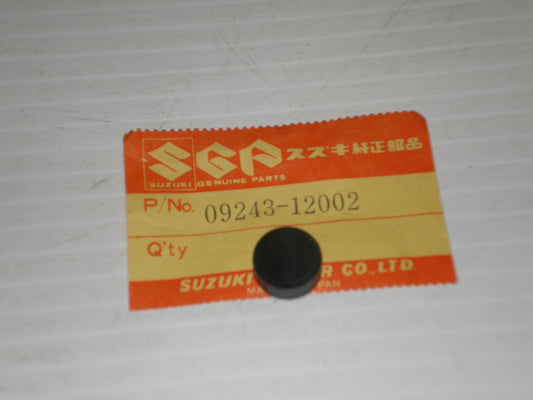 SGP スズキ純正部品
SUZUKI GENUINE PARTS
P/No. 09243-12002
Q'ty
SUZUKI R CO.,LTD.
MA PAN